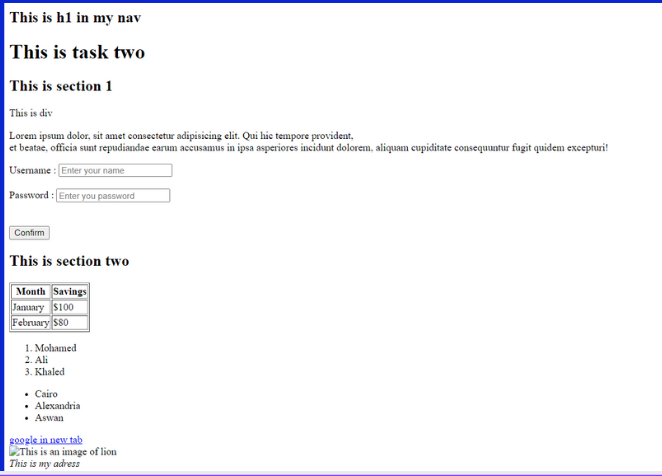 This is h1 in my nav
This is task two
This is section 1
This is div
Lorem ipsum dolor, sit amet consectetur adipisicing elit. Qui hic tempore provident,
et beatae, officia sunt repudiandae earum accusamus in ipsa asperiores incidunt dolorem, aliquam cupiditate consequuntur fugit quidem excepturi!
Username : Enter your name
Password : Enter you password
Confirm
This is section two
Month Savings
January $100
February $80
1. Mohamed
2. Ali
3. Khaled
• Cairo
• Alexandria
• Aswan
google in new tab
This is an image of lion
This is my adress